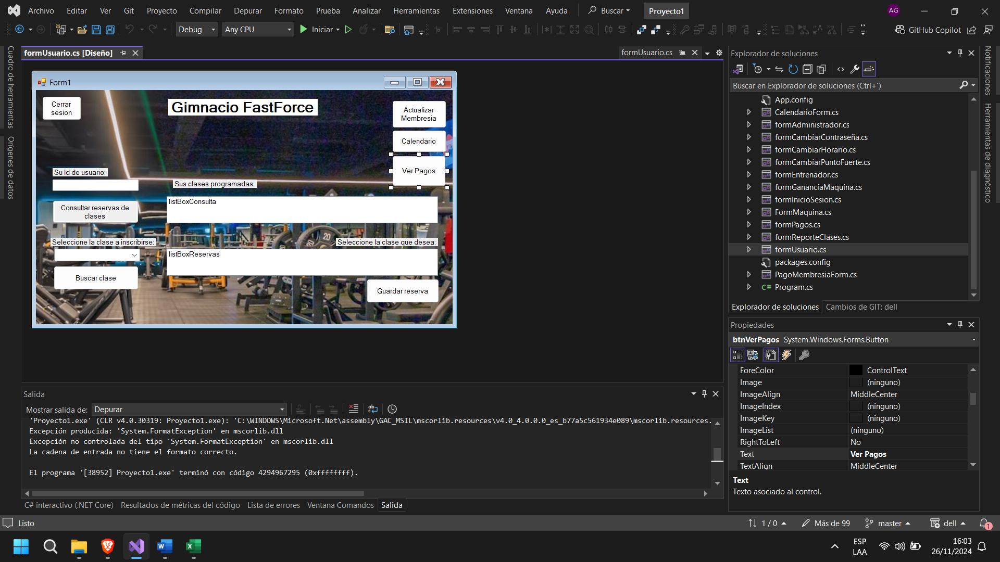 Archivo Editar Ver Git Proyecto Compilar Depurar Formato Prueba Analizar Herramientas Extensiones Ventana Ayuda Buscar Proyecto1 AG
Debug Any CPU Iniciar GitHub Copilot
Cuadro de herramientas
Orígenes de datos
formUsuario.cs [Diseño] formUsuario.cs
Form1
Cerrar sesion
Gimnacio FastForce
Actualizar Membresia
Calendario
Ver Pagos
Su Id de usuario:
Sus clases programadas:
Consultar reservas de clases
listBoxConsulta
Seleccione la clase a inscribirse:
Seleccione la clase que desea:
listBoxReservas
Buscar clase
Guardar reserva
20
Salida
Mostrar salida de: Depurar
'Proyecto1.exe' (CLR v4.0.30319: Proyecto1.exe): 'C:\WINDOWS\Microsoft.Net\assembly\GAC_MSIL\mscorlib.resources\v4.0_4.0.0.0_es_b77a5c561934e089\mscorlib.resources.
Excepción producida: 'System.FormatException' en mscorlib.dll
Excepción no controlada del tipo 'System.FormatException' en mscorlib.dll
La cadena de entrada no tiene el formato correcto.
El programa '[38952] Proyecto1.exe' terminó con código 4294967295 (0xffffffff).
C# interactivo (.NET Core) Resultados de métricas del código Lista de errores Ventana Comandos Salida
Explorador de soluciones
Buscar en Explorador de soluciones (Ctrl+´)
App.config
CalendarioForm.cs
formAdministrador.cs
formCambiarContraseña.cs
formCambiarHorario.cs
formCambiarPuntoFuerte.cs
formEntrenador.cs
formGananciaMaquina.cs
formInicioSesion.cs
FormMaquina.cs
formPagos.cs
formReporteClases.cs
formUsuario.cs
packages.config
PagoMembresiaForm.cs
C# Program.cs
Explorador de soluciones Cambios de GIT: dell
Propiedades
btnVerPagos System.Windows.Forms.Button
ForeColor ControlText
Image (ninguno)
ImageAlign MiddleCenter
ImageIndex (ninguno)
ImageKey (ninguno)
ImageList (ninguno)
RightToLeft No
Text Ver Pagos
TextAlign MiddleCenter
Text
Texto asociado al control.
Notificaciones
Herramientas de diagnóstico
Listo 1 / 0 Más de 99 master dell 1
ESP
LAA
16:03
26/11/2024